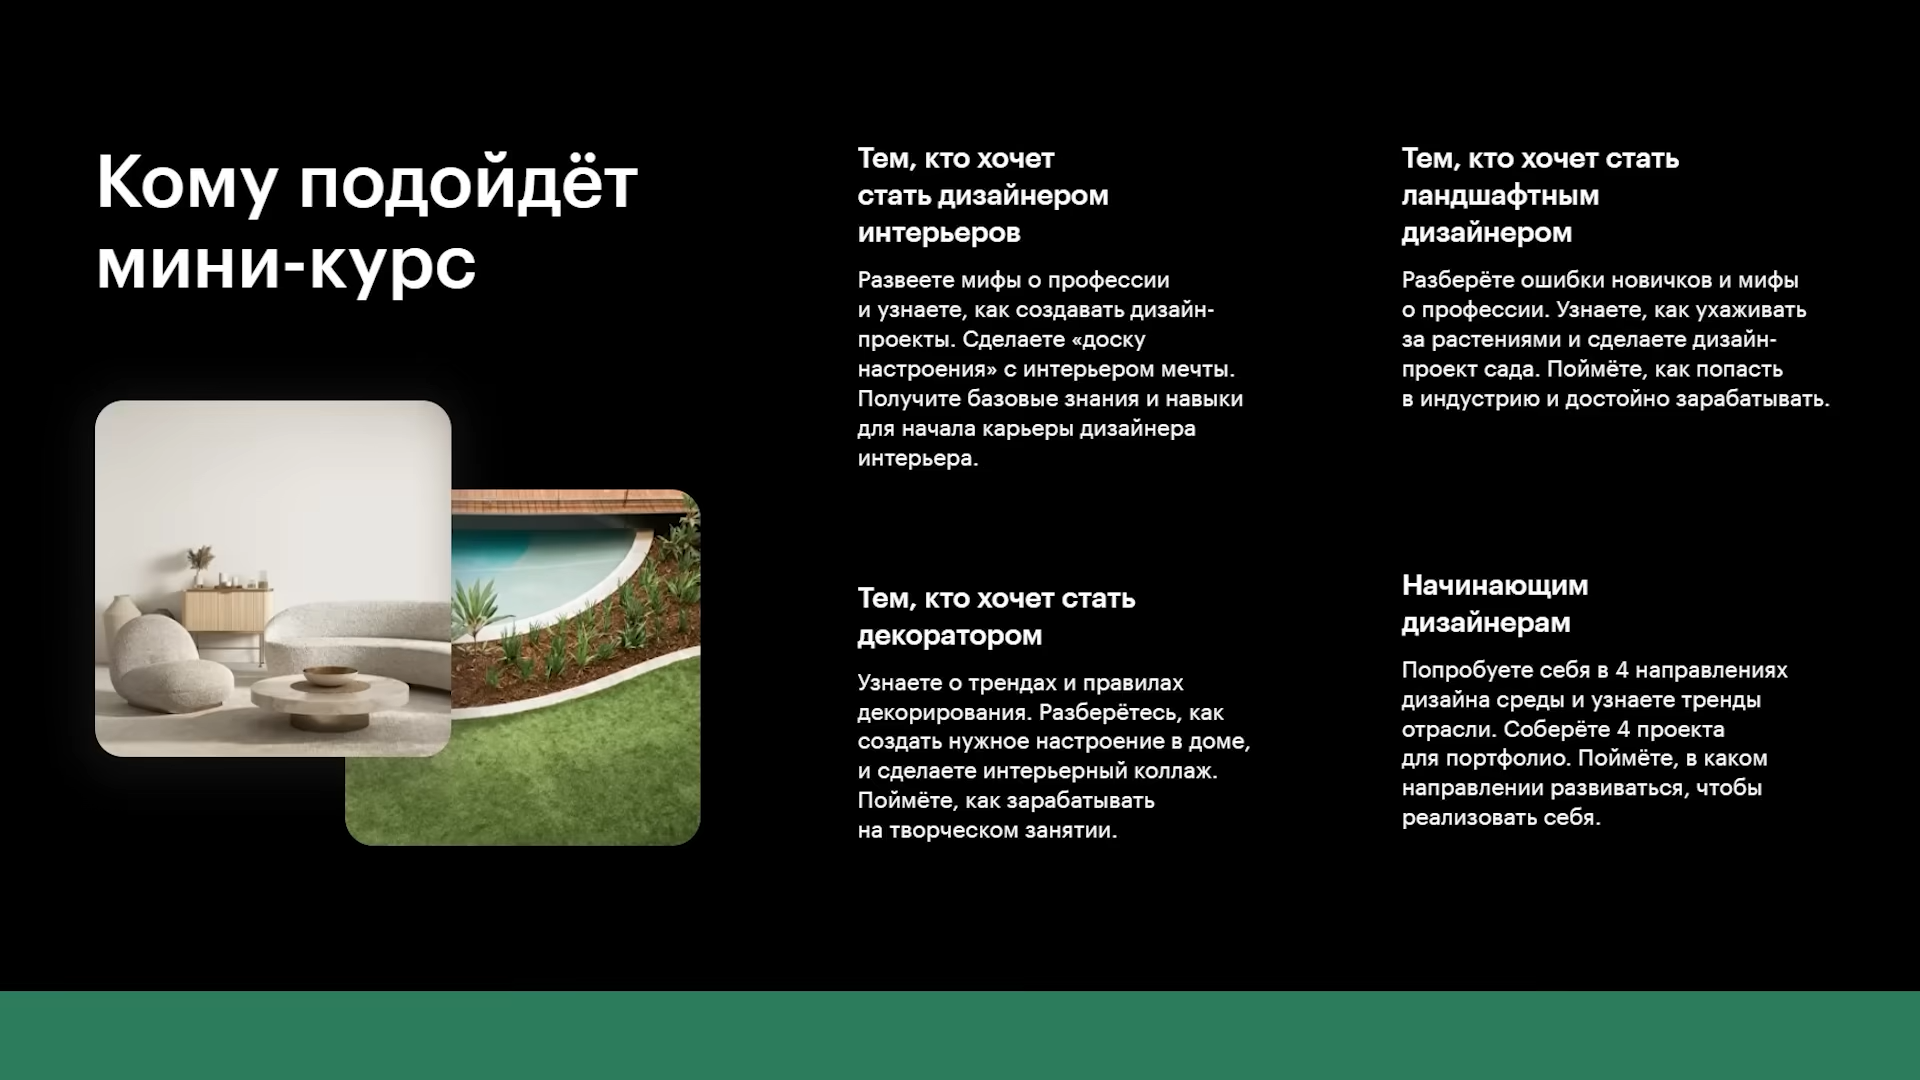 Кому подойдёт
мини-курс
Тем, кто хочет
стать дизайнером
интерьеров
Развеете мифы о профессии
и узнаете, как создавать дизайн-
проекты. Сделаете «доску
настроения» с интерьером мечты.
Получите базовые знания и навыки
для начала карьеры дизайнера
интерьера.
Тем, кто хочет стать
ландшафтным
дизайнером
Разберёте ошибки новичков и мифы
о профессии. Узнаете, как ухаживать
за растениями и сделаете дизайн-
проект сада. Поймёте, как попасть
в индустрию и достойно зарабатывать.
Тем, кто хочет стать
декоратором
Узнаете о трендах и правилах
декорирования. Разберётесь, как
создать нужное настроение в доме,
и сделаете интерьерный коллаж.
Поймёте, как зарабатывать
на творческом занятии.
Начинающим
дизайнерам
Попробуете себя в 4 направлениях
дизайна среды и узнаете тренды
отрасли. Соберёте 4 проекта
для портфолио. Поймёте, в каком
направлении развиваться, чтобы
реализовать себя.